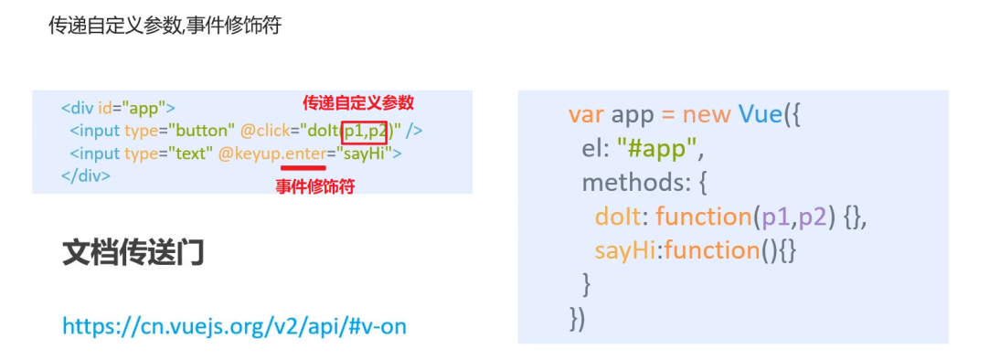 传递自定义参数,事件修饰符
传递自定义参数
<div id="app">
<input type="button" @click="doIt(p1,p2)" />
<input type="text" @keyup.enter="sayHi">
</div>
事件修饰符
文档传送门
https://cn.vuejs.org/v2/api/#v-on
var app = new Vue({
el: "#app",
methods: {
doIt: function(p1,p2) {},
sayHi:function(){}
}
})